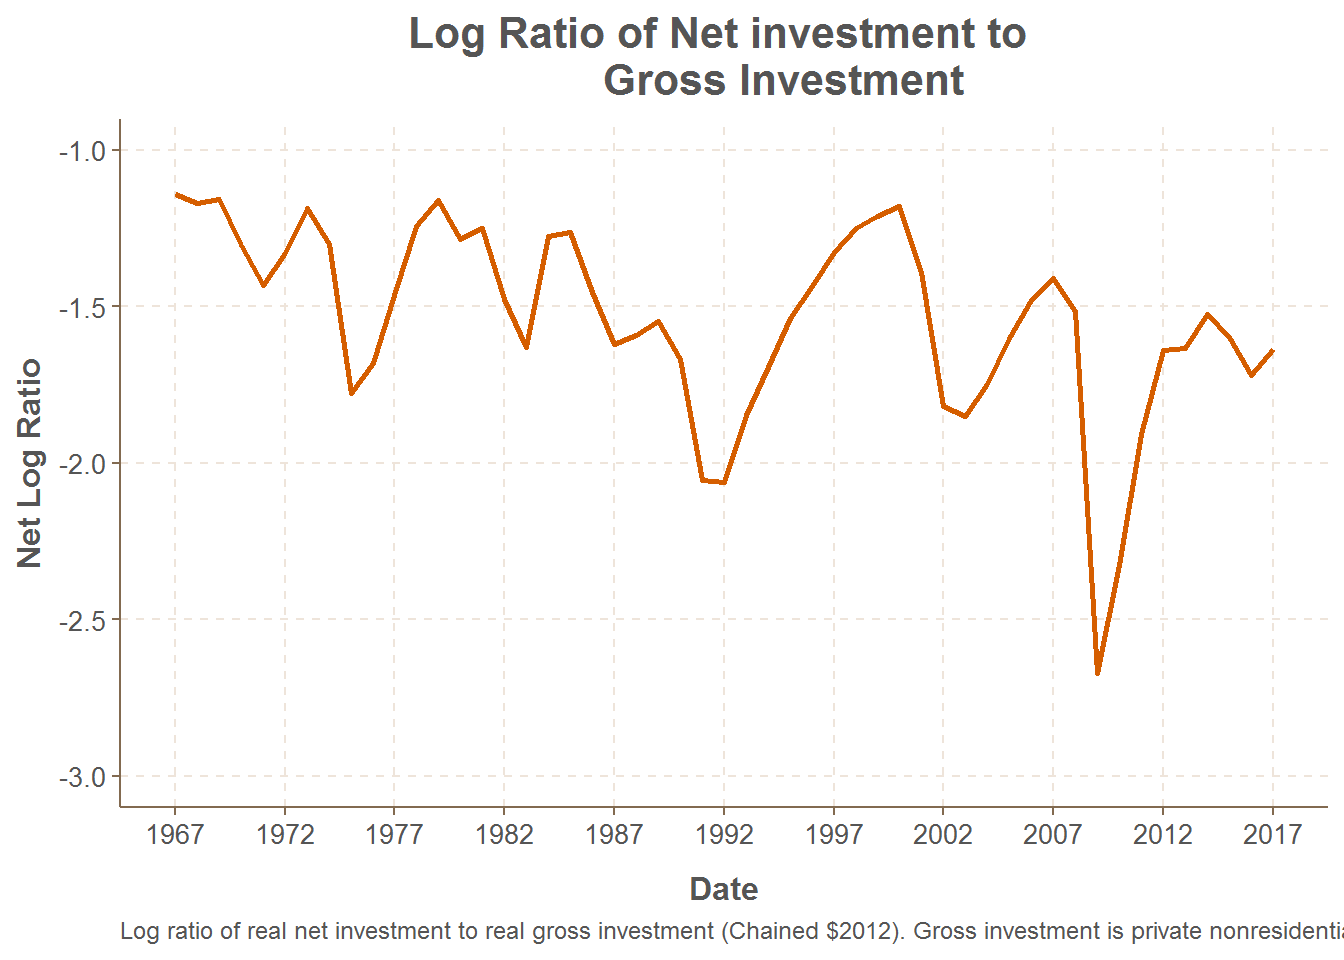 Log Ratio of Net investment to
Gross Investment
Net Log Ratio
-1.0
-1.5
-2.0
-2.5
-3.0
1967 1972 1977 1982 1987 1992 1997 2002 2007 2012 2017
Date
Log ratio of real net investment to real gross investment (Chained $2012). Gross investment is private